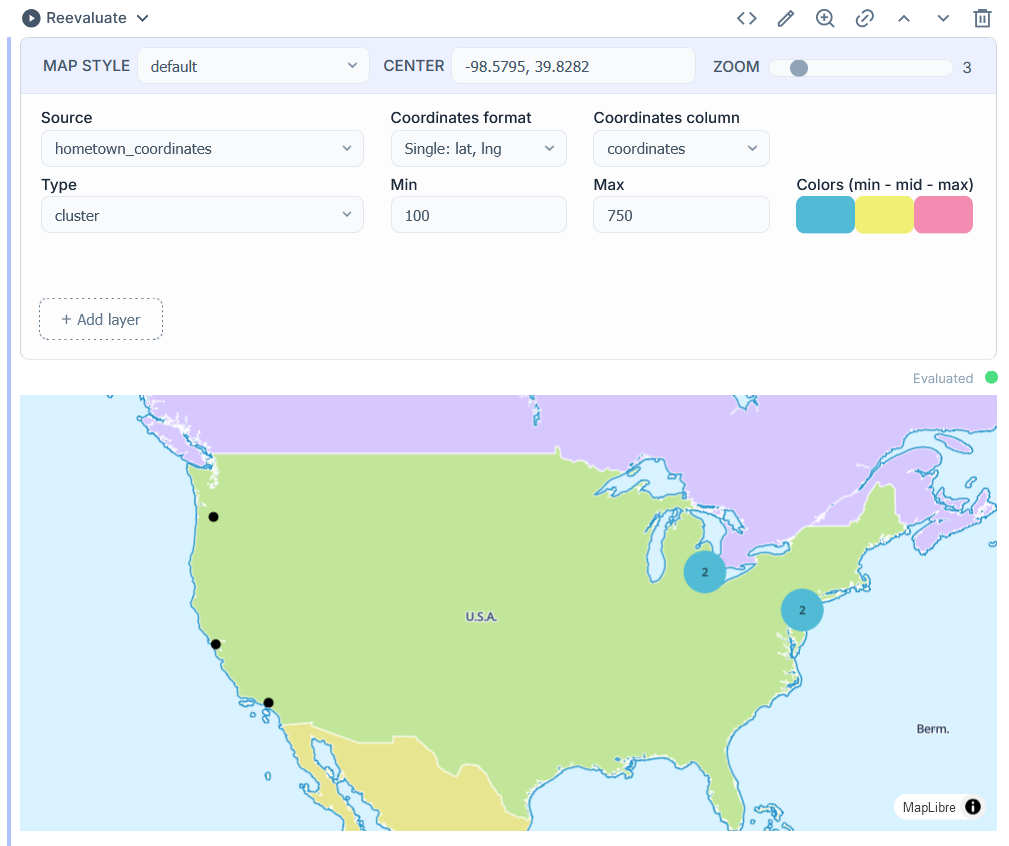 Reevaluate
MAP STYLE default CENTER -98.5795, 39.8282 ZOOM 3
Source Coordinates format Coordinates column
hometown_coordinates Single: lat, lng coordinates
Type Min Max Colors (min - mid - max)
cluster 100 750
+ Add layer
Evaluated
2
2
U.S.A.
Berm.
MapLibre